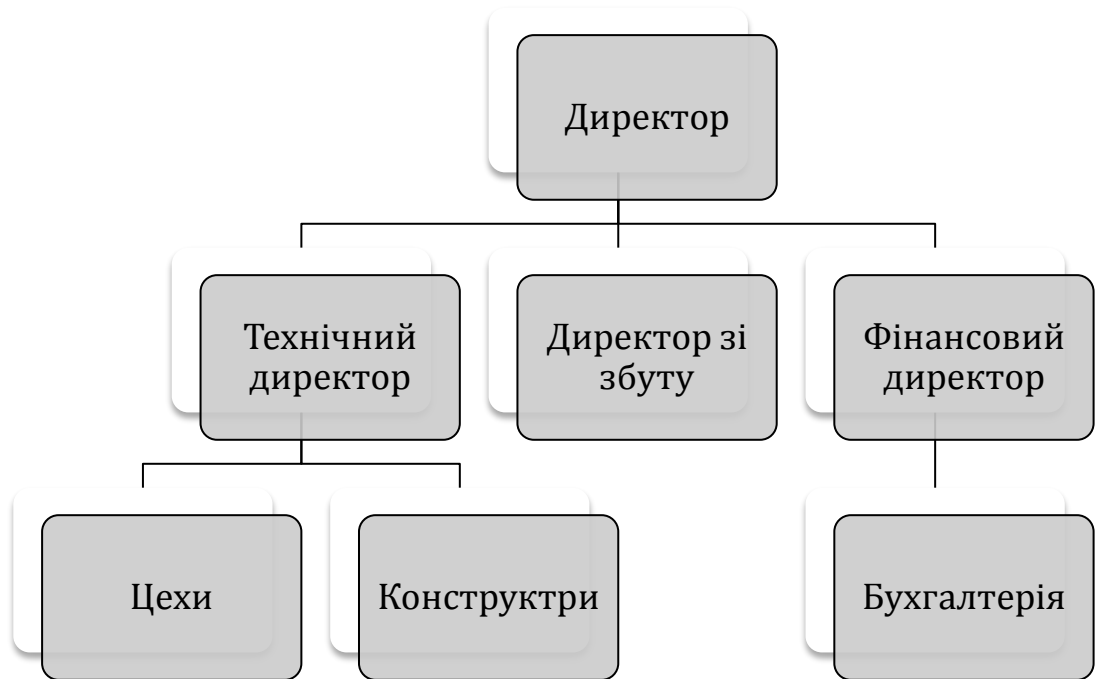 Директор
Технічний
директор
Директор зі
збуту
Фінансовий
директор
Цехи
Конструктри
Бухгалтерія